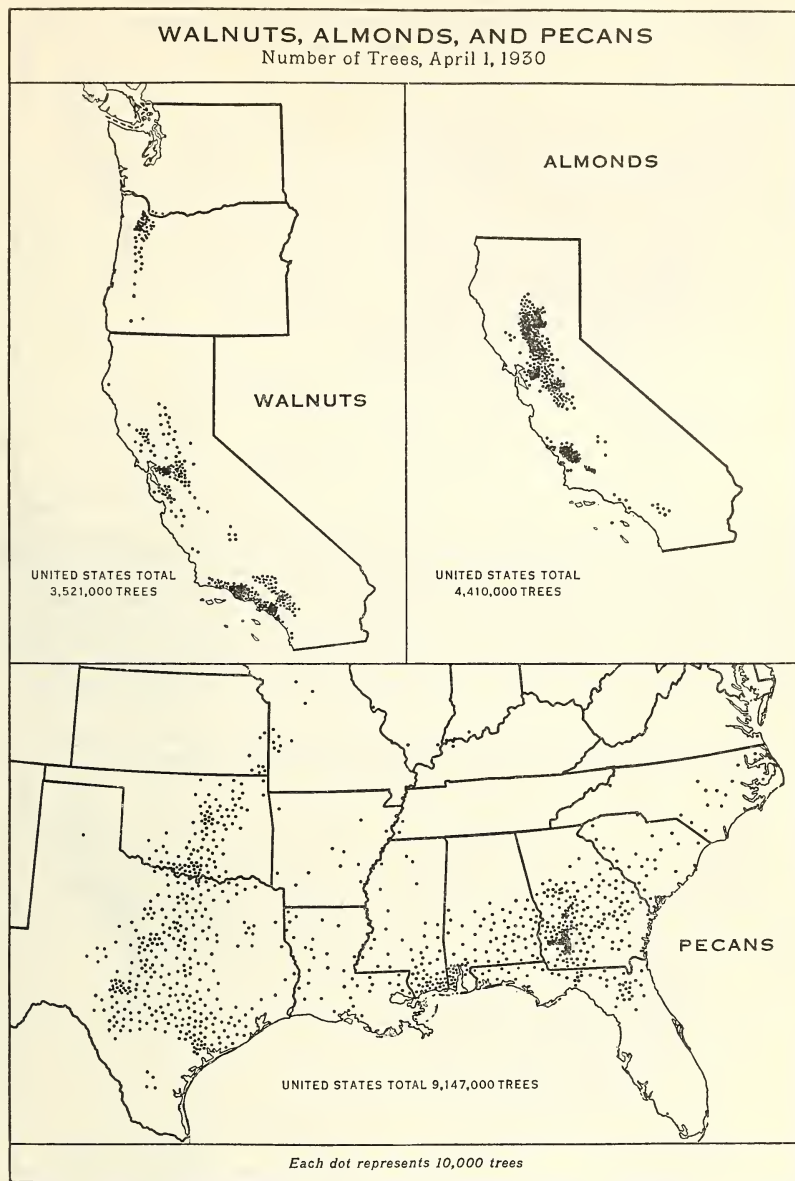 WALNUTS, ALMONDS, AND PECANS
Number of Trees, April 1, 1930
ALMONDS
WALNUTS
UNITED STATES TOTAL
3,521,000 TREES
UNITED STATES TOTAL
4,410,000 TREES
PECANS
UNITED STATES TOTAL 9,147,000 TREES
Each dot represents 10,000 trees